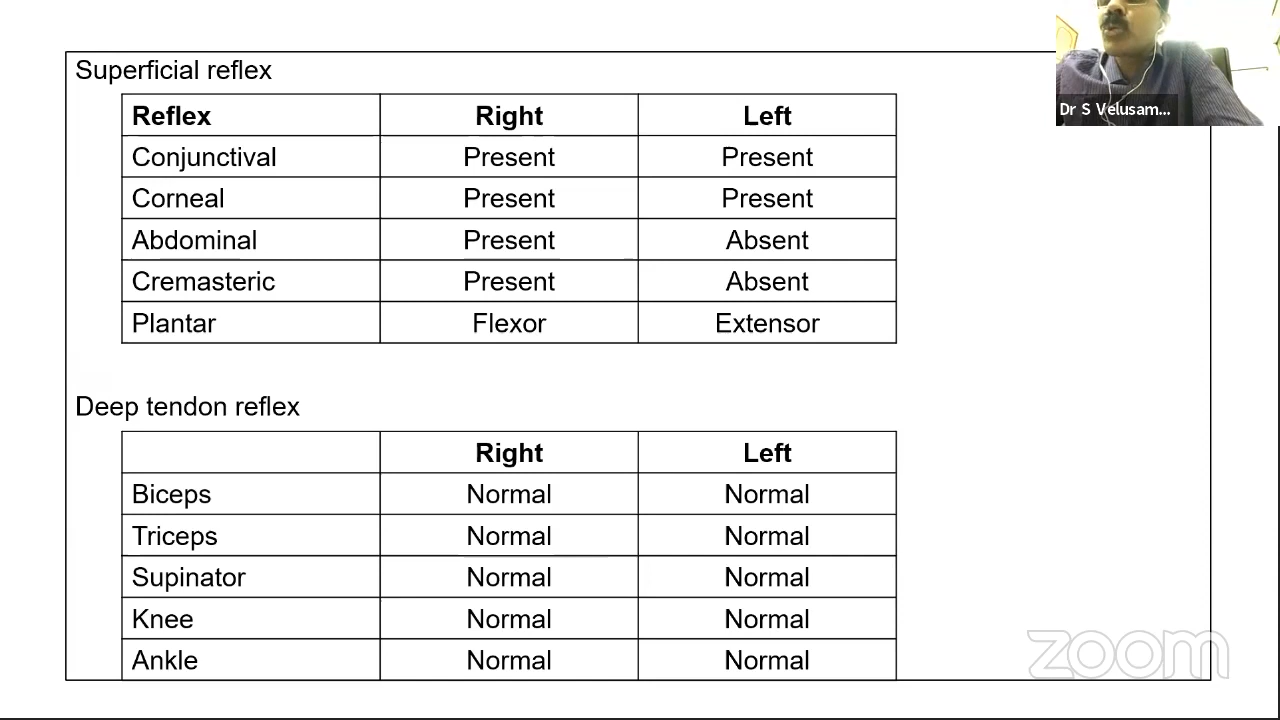 Superficial reflex
Reflex Right Left
Conjunctival Present Present
Corneal Present Present
Abdominal Present Absent
Cremasteric Present Absent
Plantar Flexor Extensor
Deep tendon reflex
Right Left
Biceps Normal Normal
Triceps Normal Normal
Supinator Normal Normal
Knee Normal Normal
Ankle Normal Normal
Dr S Velusam...
zoom